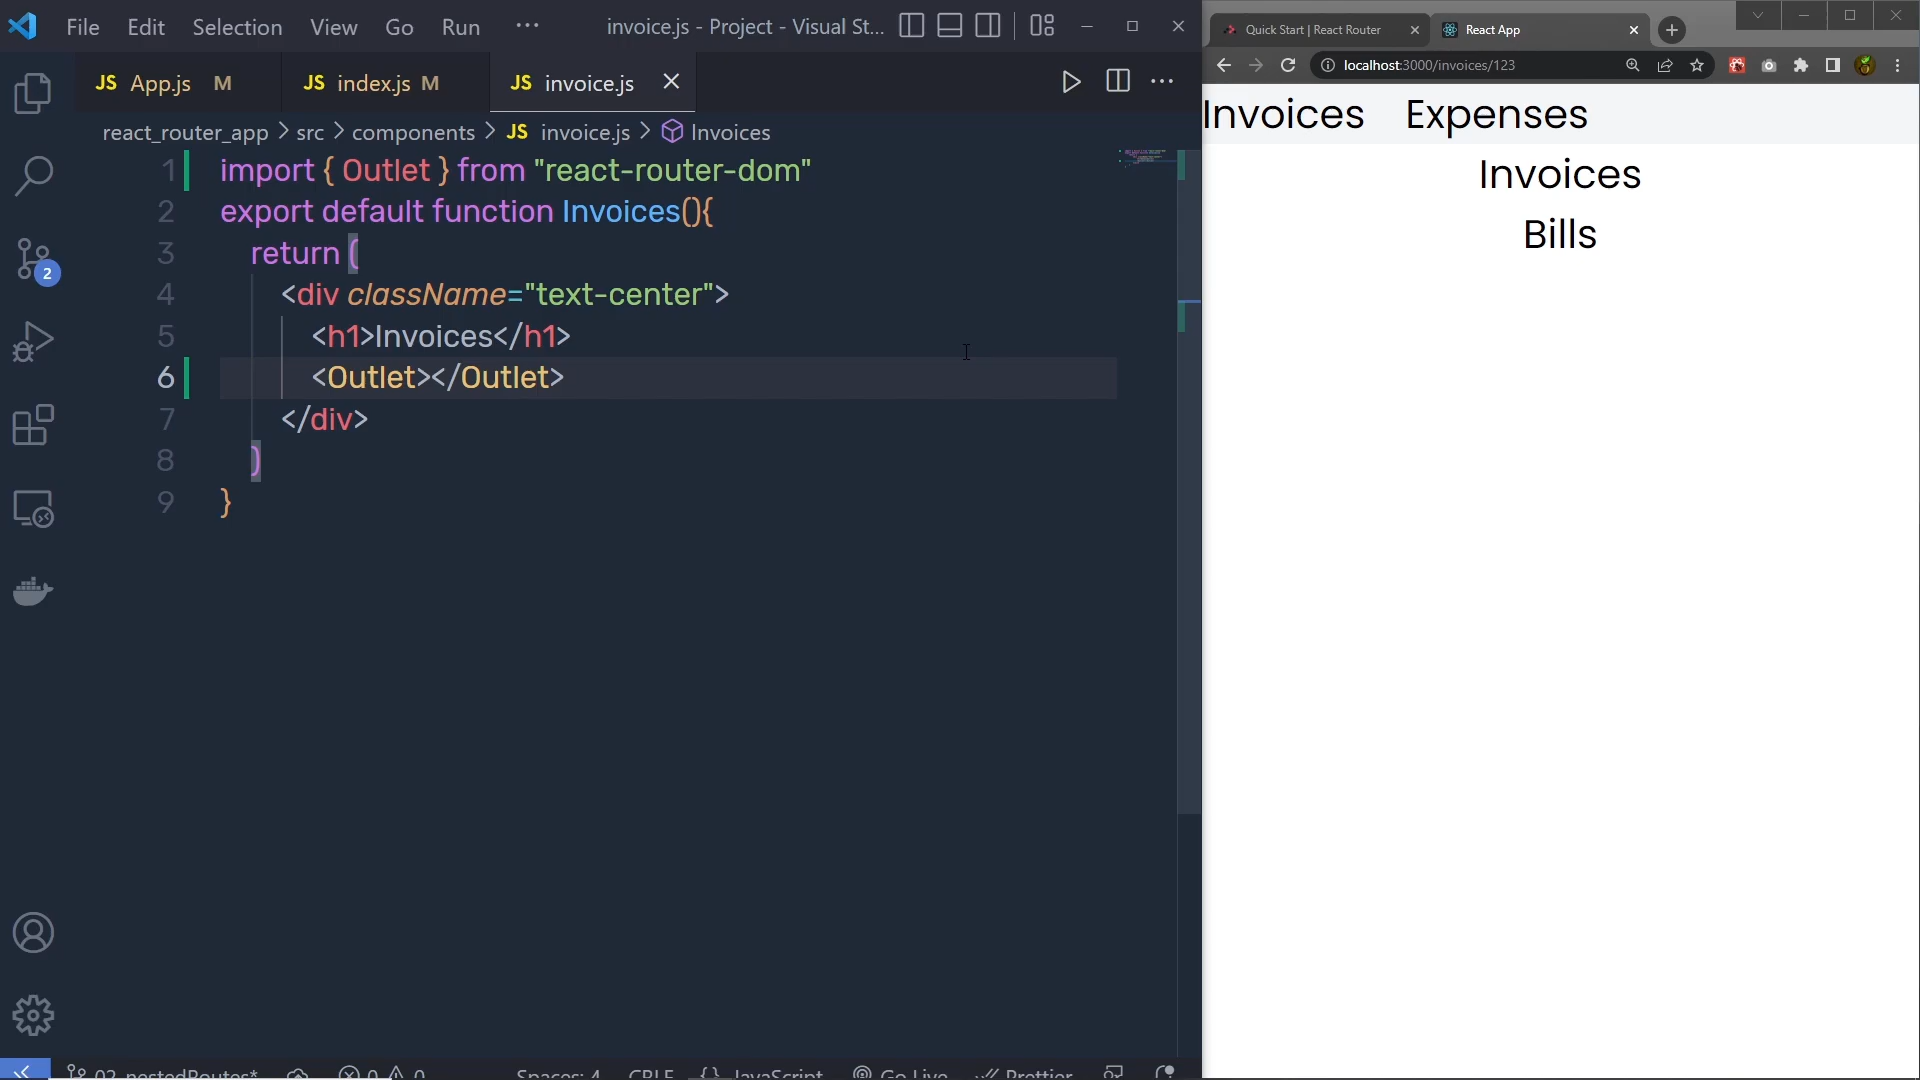 File Edit Selection View Go Run ··· invoice.js - Project - Visual St...
JS App.js M JS index.js M JS invoice.js
react_router_app > src > components > JS invoice.js > Invoices
1 import { Outlet } from "react-router-dom"
2 export default function Invoices(){
3 return (
4 <div className="text-center">
5 <h1>Invoices</h1>
6 <Outlet></Outlet>
7 </div>
8 )
9 }
2
02_nestedRoutes* 0 0 Spaces: 4 CRLF {} JavaScript Go Live Prettier
Quick Start | React Router React App
localhost:3000/invoices/123
Invoices Expenses
Invoices
Bills